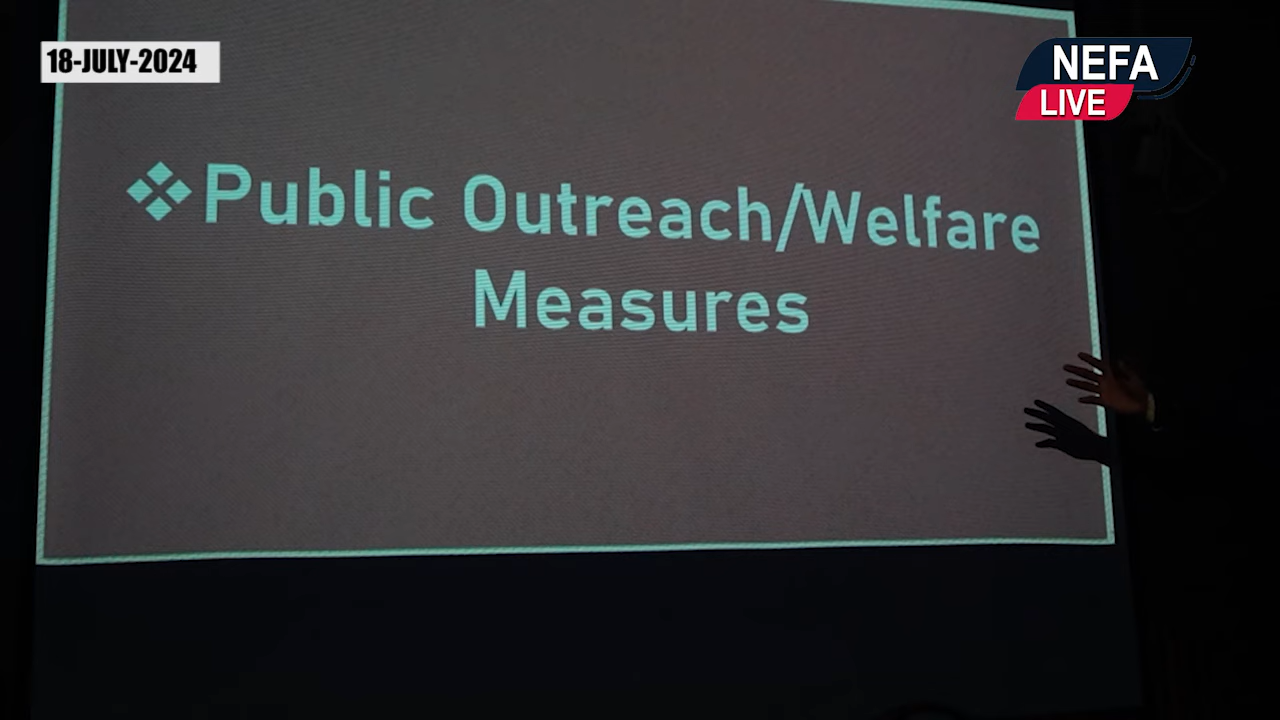 18-JULY-2024
NEFA
LIVE
❖Public Outreach/Welfare
Measures